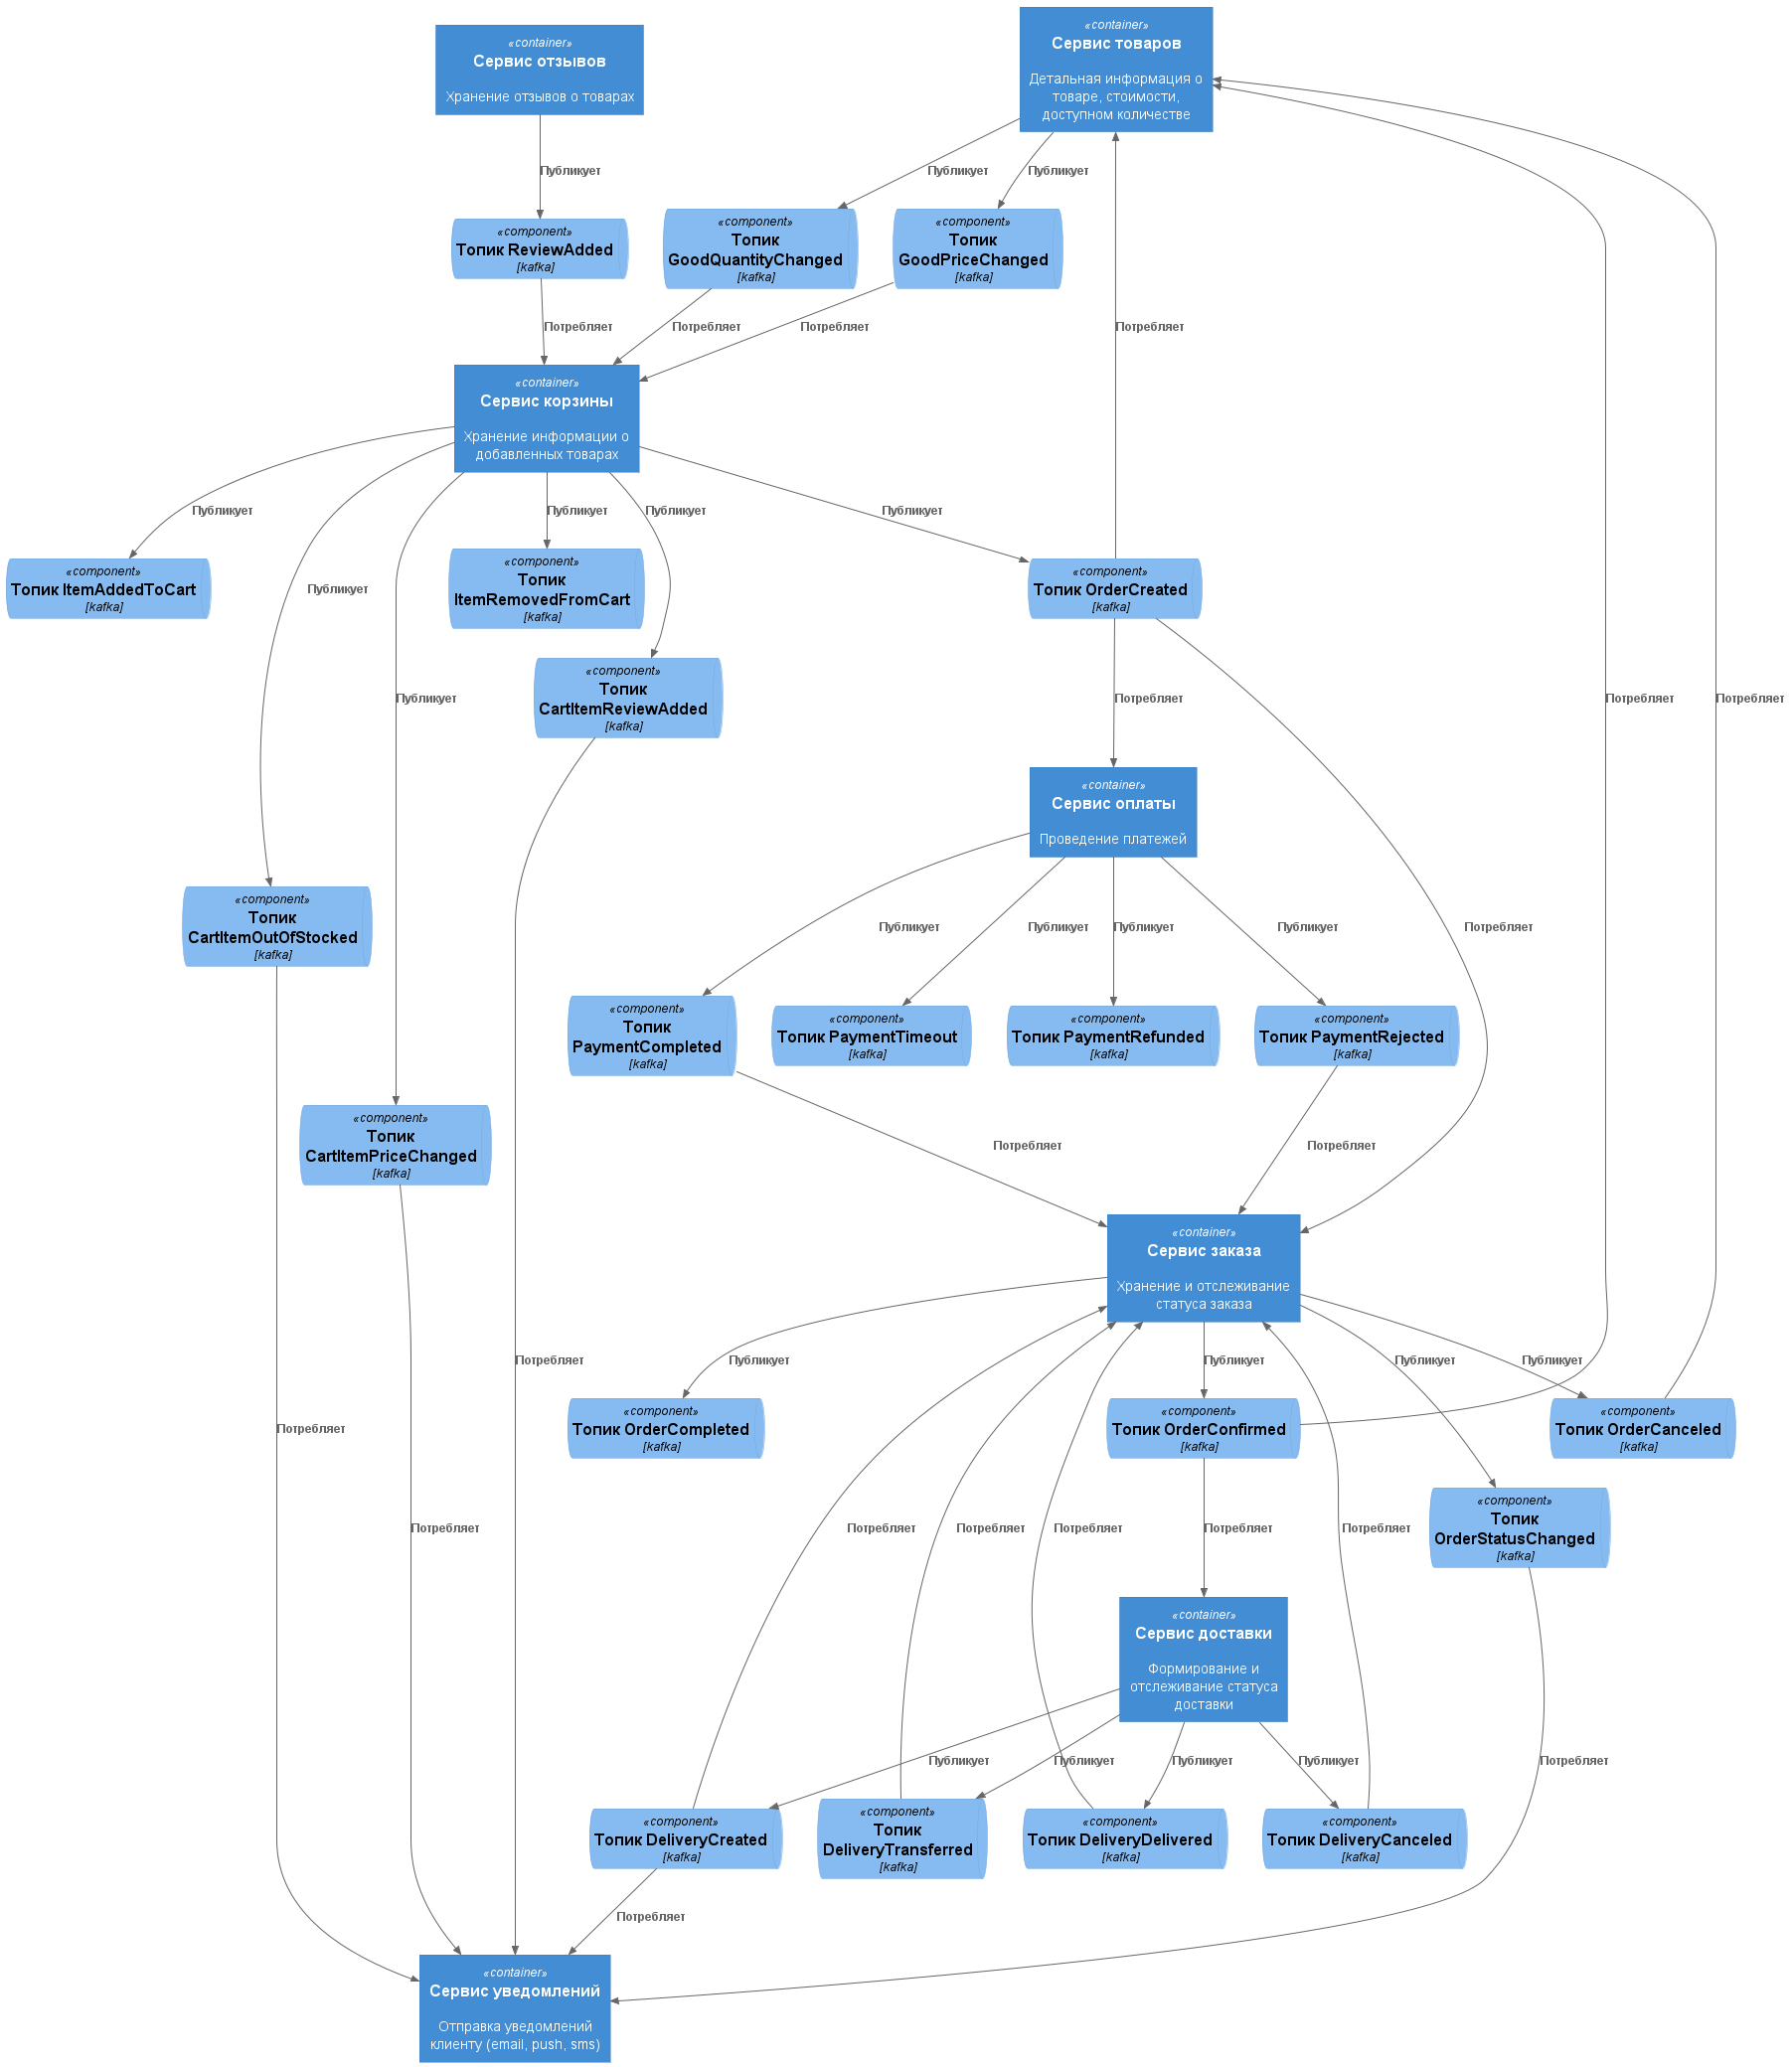 «container»
Сервис отзывов
Хранение отзывов о товарах
«container»
Сервис товаров
Детальная информация о
товаре, стоимости,
доступном количестве
Публикует
Публикует
Публикует
«component»
Топик ReviewAdded
[kafka]
«component»
Топик
GoodQuantityChanged
[kafka]
«component»
Топик
GoodPriceChanged
[kafka]
Потребляет
Потребляет
Потребляет
Потребляет
«container»
Сервис корзины
Хранение информации о
добавленных товарах
Публикует
Публикует
Публикует
Публикует
«component»
Топик ItemAddedToCart
[kafka]
Публикует
«component»
Топик
ItemRemovedFromCart
[kafka]
«component»
Топик OrderCreated
[kafka]
Публикует
«component»
Топик
CartItemReviewAdded
[kafka]
Потребляет
Потребляет
Потребляет
«container»
Сервис оплаты
Проведение платежей
«component»
Топик
CartItemOutOfStocked
[kafka]
Публикует
Публикует
Публикует
Публикует
Потребляет
«component»
Топик
PaymentCompleted
[kafka]
«component»
Топик PaymentTimeout
[kafka]
«component»
Топик PaymentRefunded
[kafka]
«component»
Топик PaymentRejected
[kafka]
«component»
Топик
CartItemPriceChanged
[kafka]
Потребляет
Потребляет
«container»
Сервис заказа
Хранение и отслеживание
статуса заказа
Потребляет
Публикует
Публикует
Публикует
Публикует
Потребляет
«component»
Топик OrderCompleted
[kafka]
«component»
Топик OrderConfirmed
[kafka]
«component»
Топик OrderCanceled
[kafka]
«component»
Топик
OrderStatusChanged
[kafka]
Потребляет
Потребляет
Потребляет
Потребляет
Потребляет
Потребляет
«container»
Сервис доставки
Формирование и
отслеживание статуса
доставки
Публикует
Публикует
Публикует
Публикует
Потребляет
«component»
Топик DeliveryCreated
[kafka]
«component»
Топик
DeliveryTransferred
[kafka]
«component»
Топик DeliveryDelivered
[kafka]
«component»
Топик DeliveryCanceled
[kafka]
Потребляет
«container»
Сервис уведомлений
Отправка уведомлений
клиенту (email, push, sms)